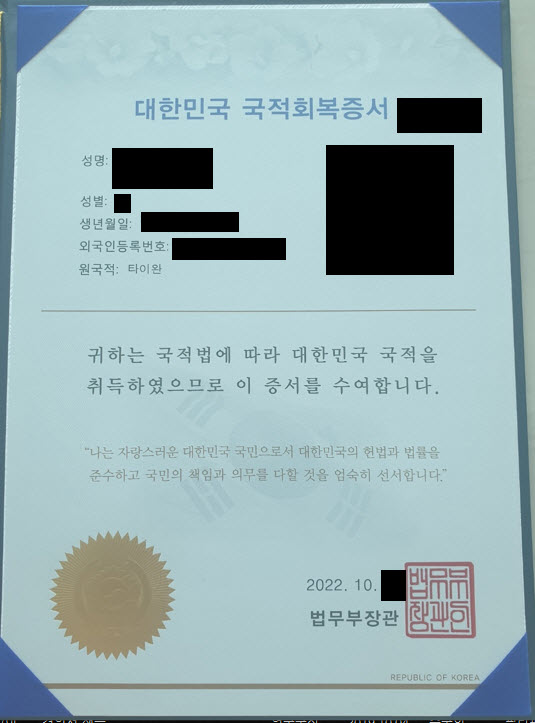 대한민국 국적회복증서
성명:
성별:
생년월일:
외국인등록번호:
원국적: 타이완
귀하는 국적법에 따라 대한민국 국적을
취득하였으므로 이 증서를 수여합니다.
“나는 자랑스러운 대한민국 국민으로서 대한민국의 헌법과 법률을
준수하고 국민의 책임과 의무를 다할 것을 엄숙히 선서합니다.”
2022. 10.
법무부장관
법무부
장관인
REPUBLIC OF KOREA